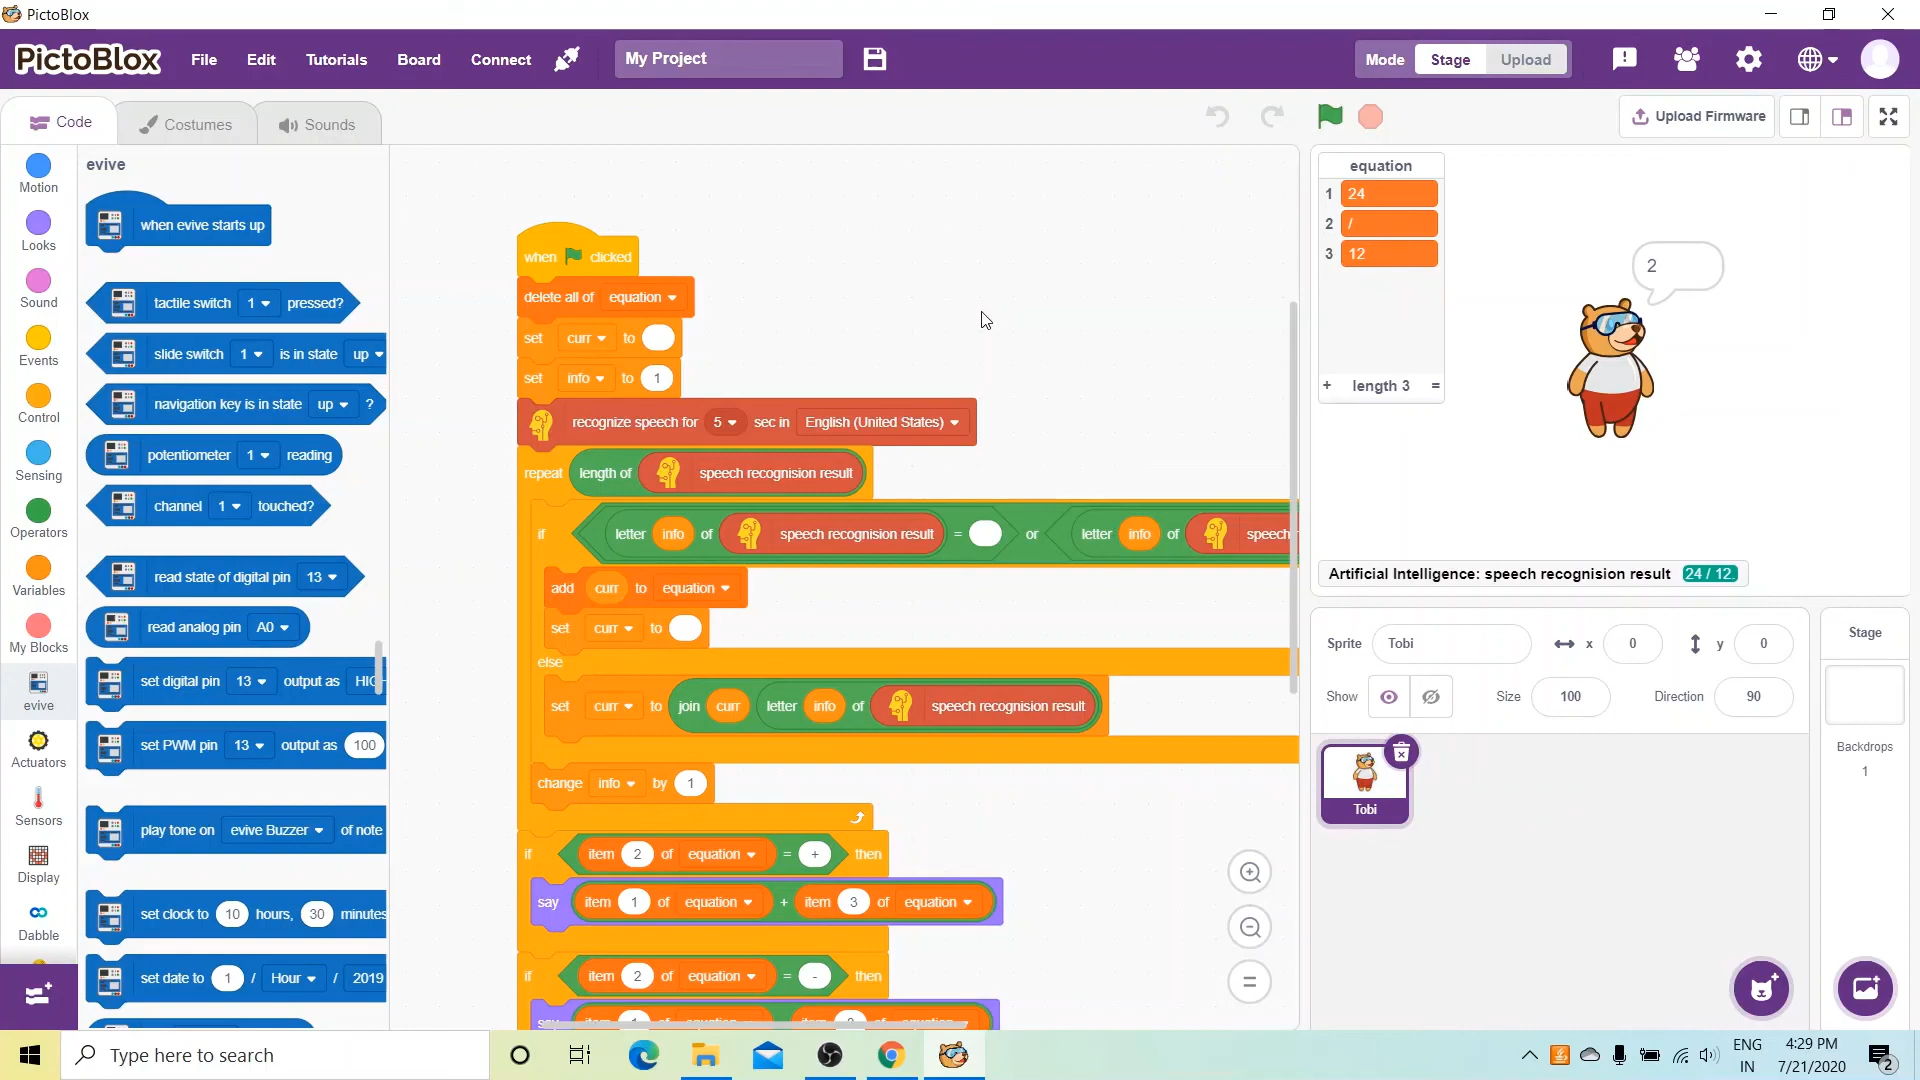 PictoBlox
PictoBlox
File
Edit
Tutorials
Board
Connect
My Project
Mode
Stage
Upload
Code
Costumes
Sounds
Upload Firmware
Motion
Looks
Sound
Events
Control
Sensing
Operators
Variables
My Blocks
evive
Actuators
Sensors
Display
Dabble
evive
when evive starts up
tactile switch 1 pressed?
slide switch 1 is in state up
navigation key is in state up ?
potentiometer 1 reading
channel 1 touched?
read state of digital pin 13
read analog pin A0
set digital pin 13 output as
set PWM pin 13 output as 100
play tone on evive Buzzer of note
set clock to 10 hours, 30 minutes
set date to 1 / Hour / 2019
when clicked
delete all of equation
set curr to
set info to 1
recognize speech for 5 sec in English (United States)
repeat length of speech recognision result
if letter info of speech recognision result = or letter info of speech
add curr to equation
set curr to
else
set curr to join curr letter info of speech recognision result
change info by 1
if item 2 of equation = + then
say item 1 of equation + item 3 of equation
if item 2 of equation = - then
equation
1 24
2 /
3 12
+ length 3 =
2
Artificial Intelligence: speech recognision result 24 / 12.
Sprite Tobi x 0 y 0
Show Size 100 Direction 90
Tobi
Stage
Backdrops
1
Type here to search
ENG
IN
4:29 PM
7/21/2020
2